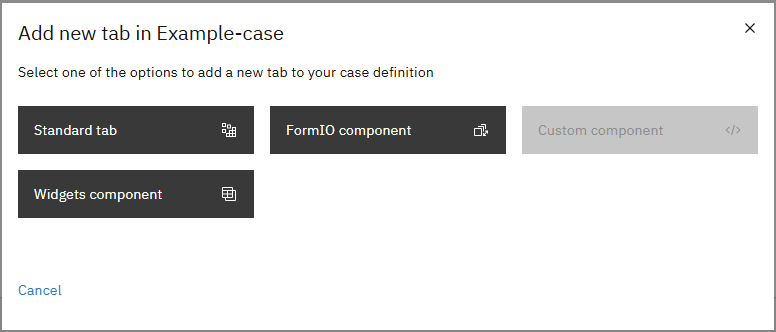 Add new tab in Example-case
Select one of the options to add a new tab to your case definition
Standard tab
FormIO component
Custom component
Widgets component
Cancel